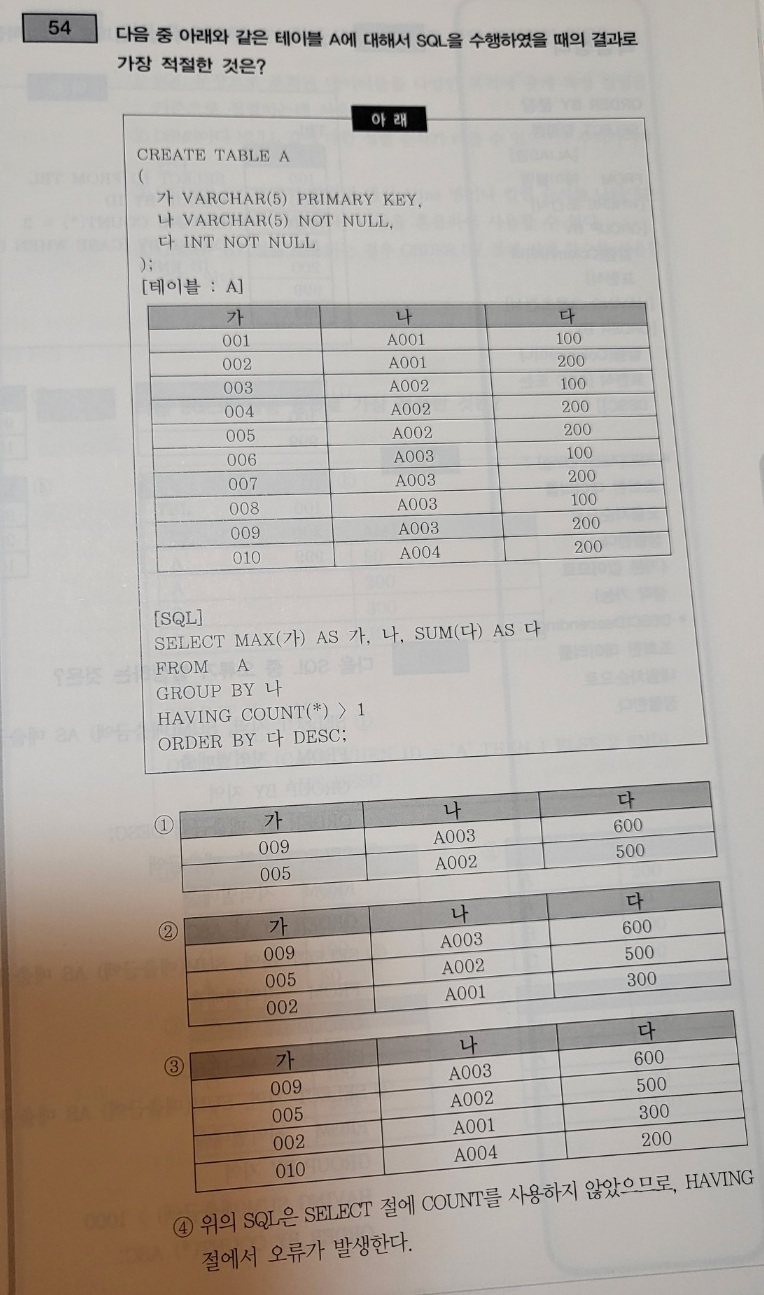 54
다음 중 아래와 같은 테이블 A에 대해서 SQL을 수행하였을 때의 결과로
가장 적절한 것은?
아 래
CREATE TABLE A
(
가 VARCHAR(5) PRIMARY KEY,
나 VARCHAR(5) NOT NULL,
다 INT NOT NULL
);
[테이블 : A]
가 나 다
001 A001 100
002 A001 200
003 A002 100
004 A002 200
005 A002 200
006 A003 100
007 A003 200
008 A003 100
009 A003 200
010 A004 200
[SQL]
SELECT MAX(가) AS 가, 나, SUM(다) AS 다
FROM A
GROUP BY 나
HAVING COUNT(*) > 1
ORDER BY 다 DESC;
① 가 나 다
009 A003 600
005 A002 500
② 가 나 다
009 A003 600
005 A002 500
002 A001 300
③ 가 나 다
009 A003 600
005 A002 500
002 A001 300
010 A004 200
④ 위의 SQL은 SELECT 절에 COUNT를 사용하지 않았으므로, HAVING
절에서 오류가 발생한다.